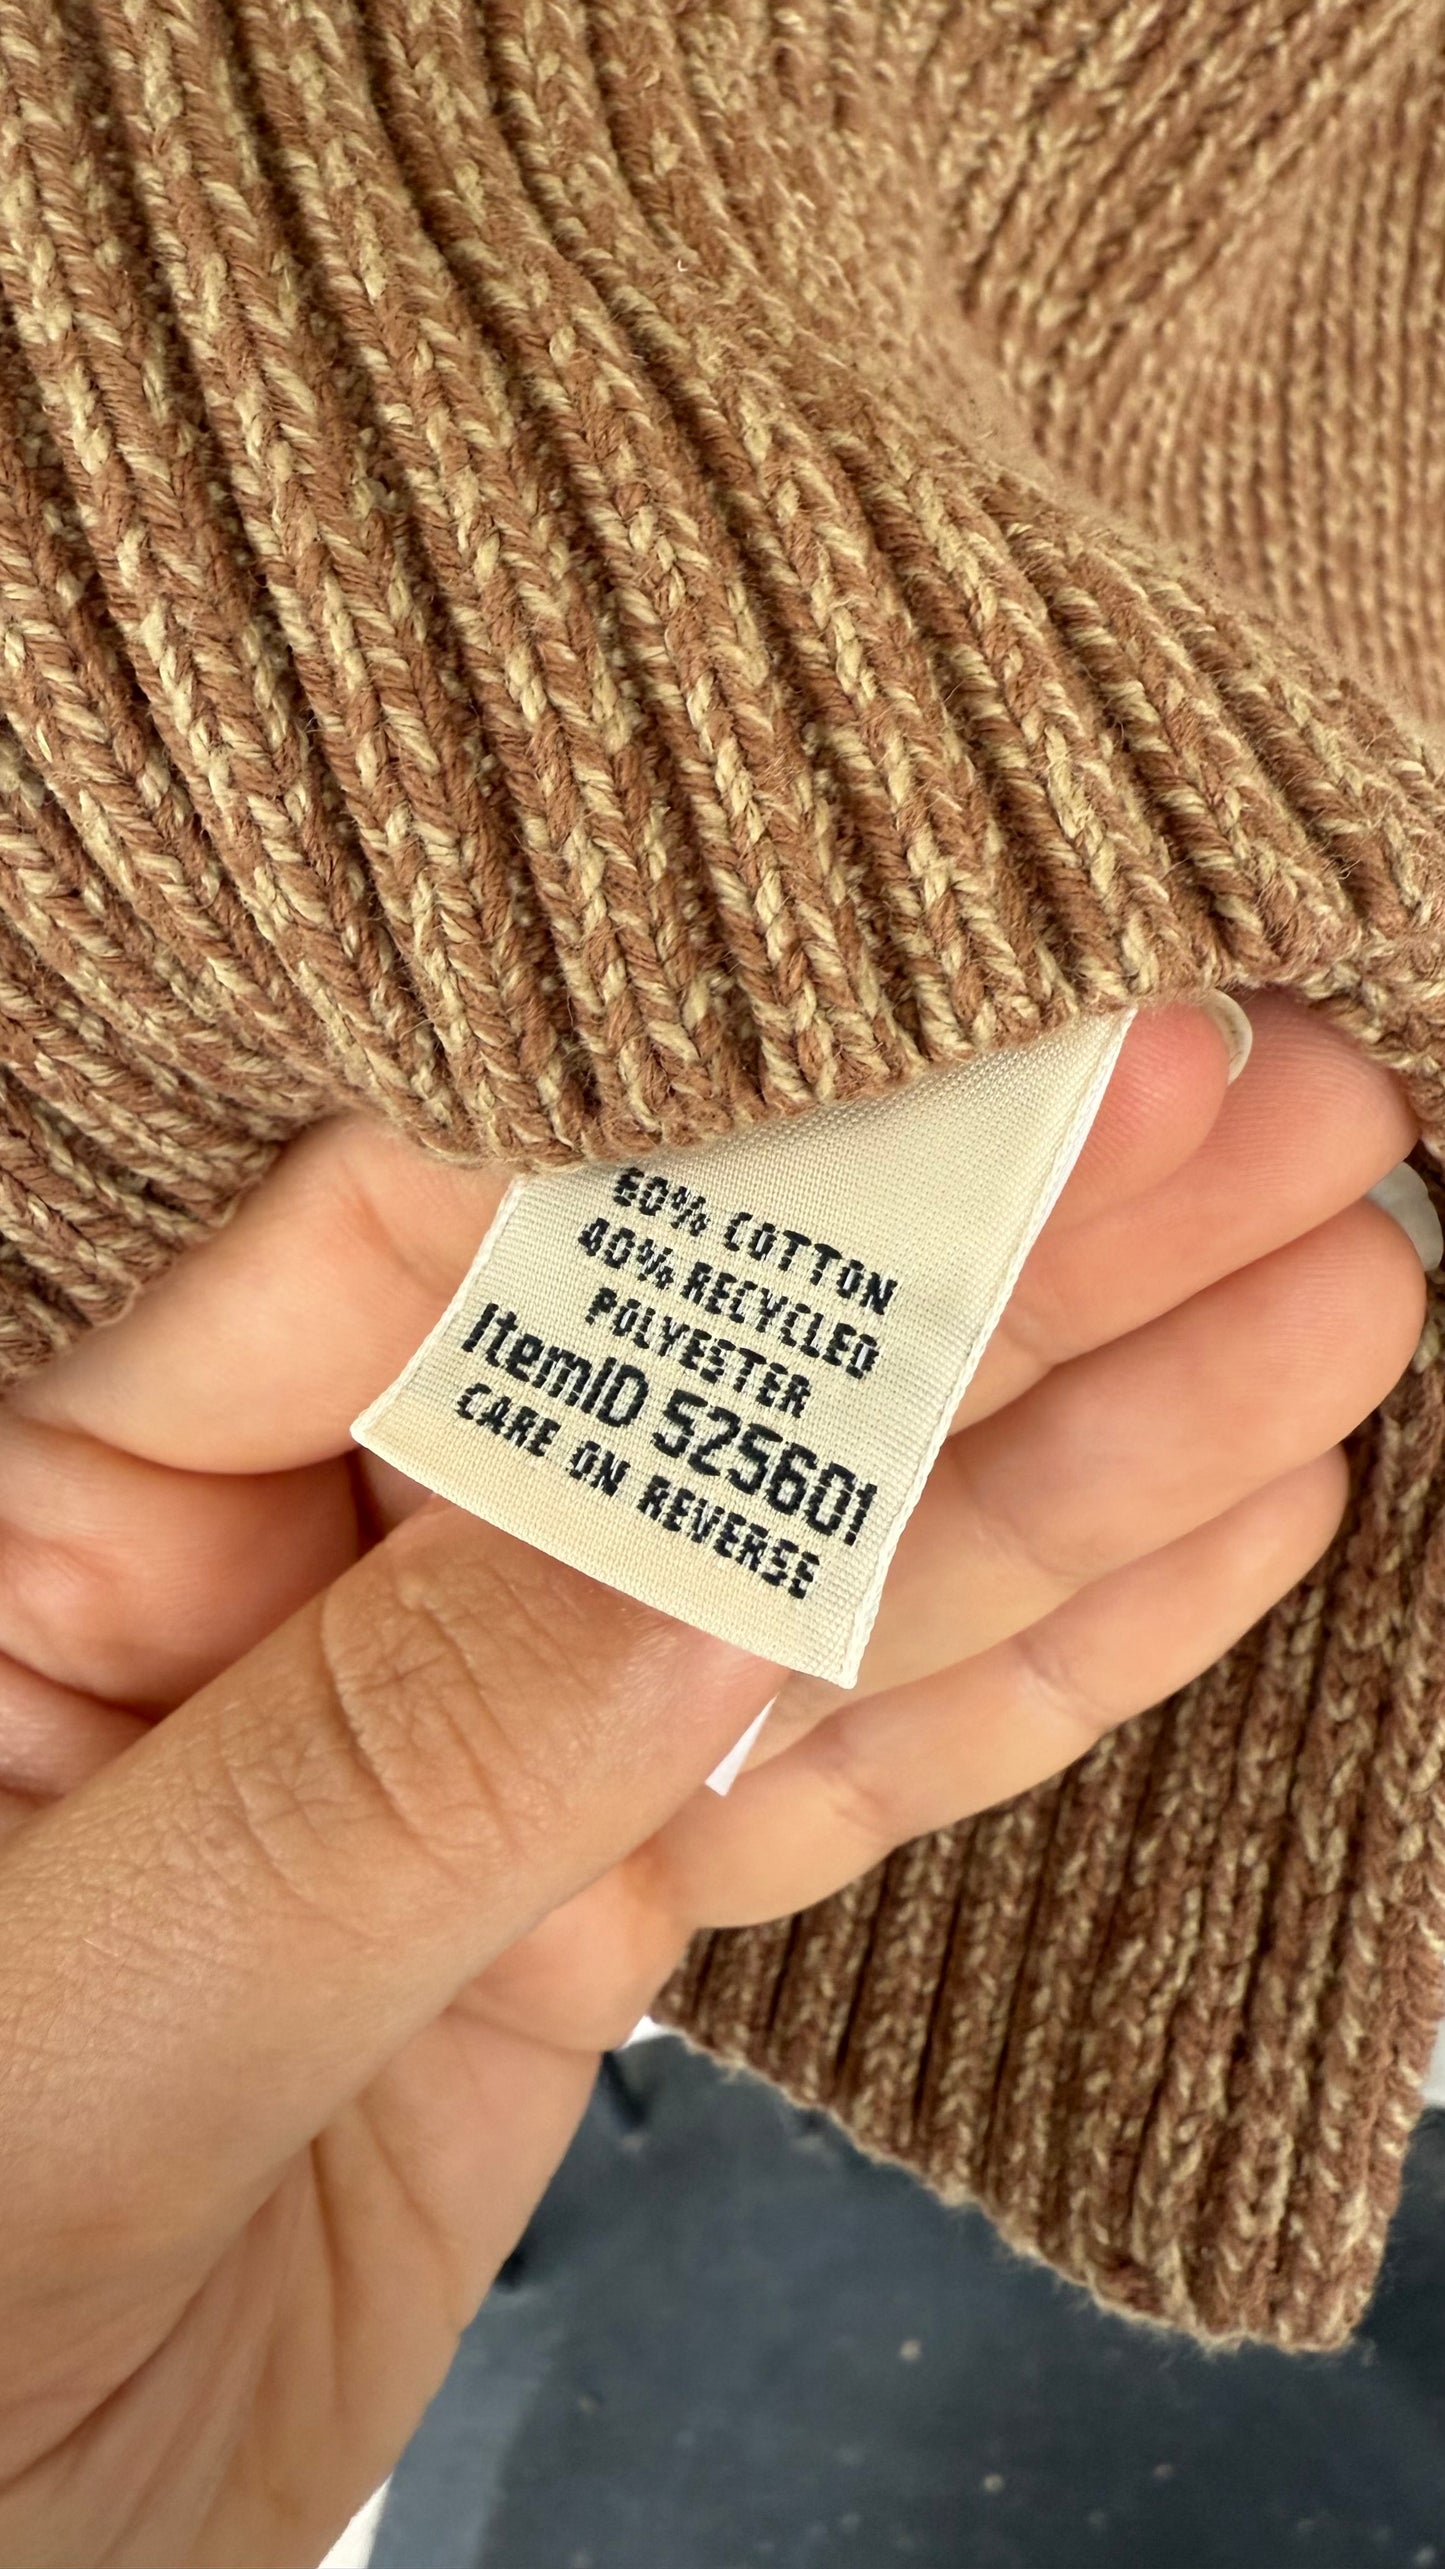 60% COTTON
40% RECYCLED
POLYESTER
ItemID 525601
CARE ON REVERSE